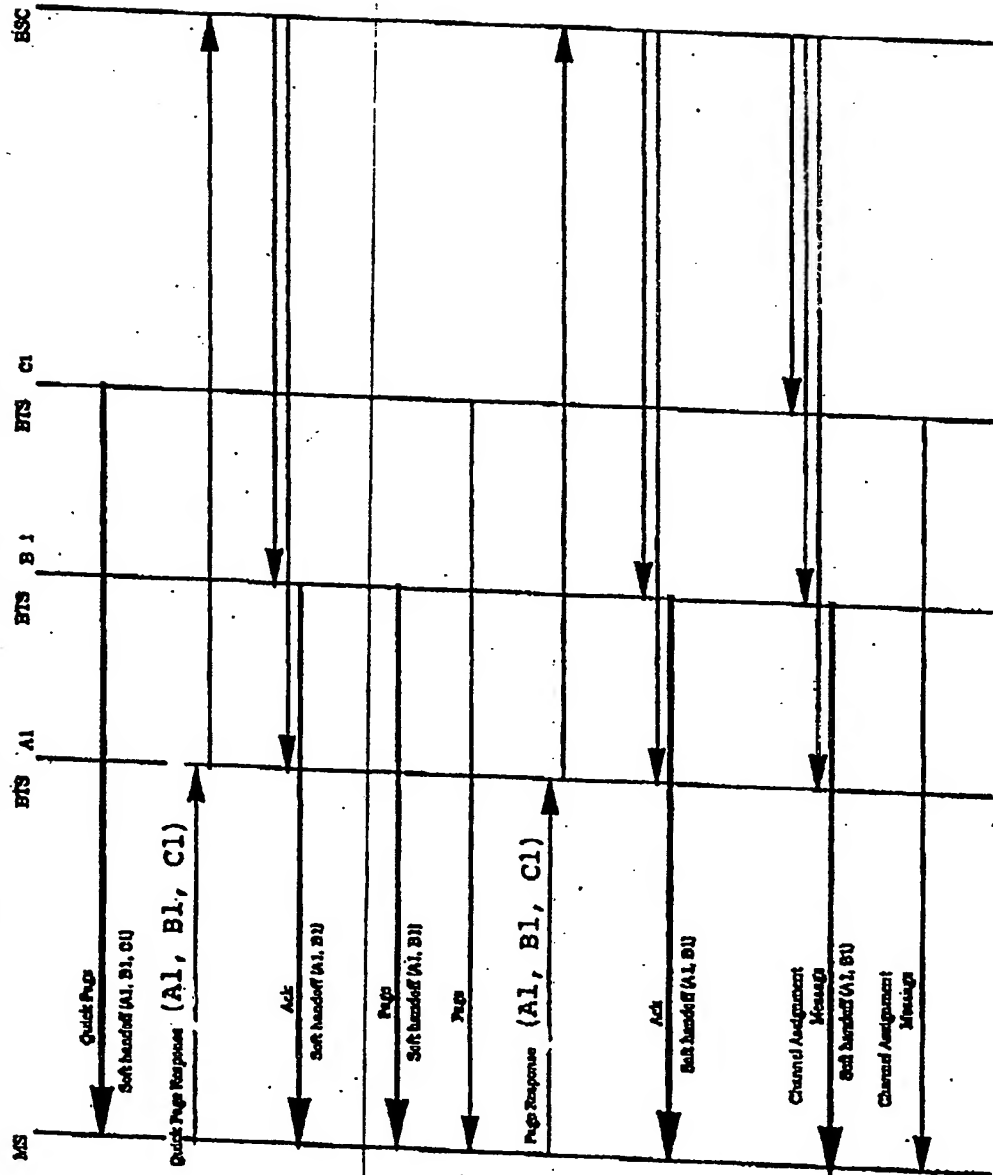 MS
BTS A1
BTS B 1
BTS C1
BSC
Quick Page
Soft handoff (A1, B1, C1)
Quick Page Response (A1, B1, C1)
Ack
Soft handoff (A1, B1)
Page
Soft handoff (A1, B1)
Page
Page Response (A1, B1, C1)
Ack
Soft handoff (A1, B1)
Channel Assignment
Message
Soft handoff (A1, B1)
Channel Assignment
Message